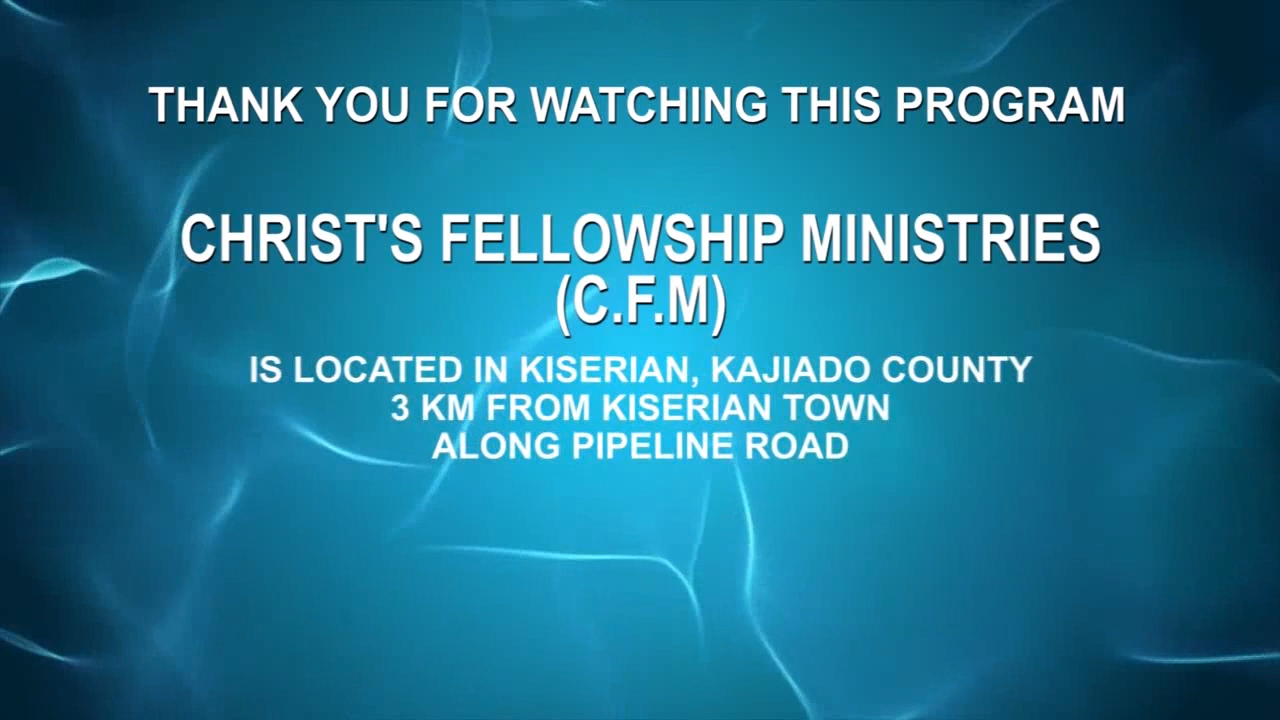 THANK YOU FOR WATCHING THIS PROGRAM
CHRIST'S FELLOWSHIP MINISTRIES
(C.F.M)
IS LOCATED IN KISERIAN, KAJIADO COUNTY
3 KM FROM KISERIAN TOWN
ALONG PIPELINE ROAD